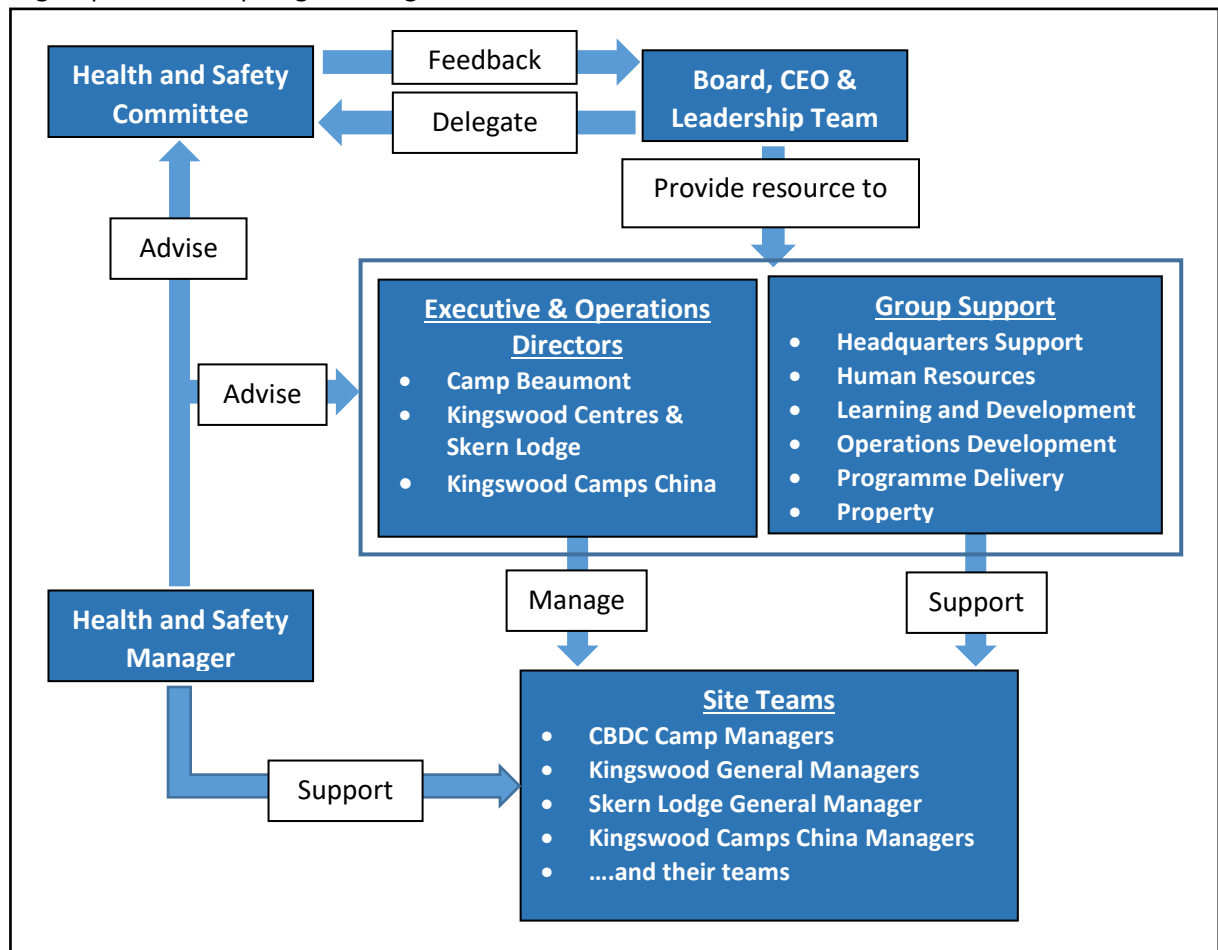 Health and Safety
Committee
Feedback
Delegate
Board, CEO &
Leadership Team
Provide resource to
Advise
Advise
Executive & Operations
Directors
• Camp Beaumont
• Kingswood Centres &
Skern Lodge
• Kingswood Camps China
Group Support
• Headquarters Support
• Human Resources
• Learning and Development
• Operations Development
• Programme Delivery
• Property
Manage
Support
Health and Safety
Manager
Support
Site Teams
• CBDC Camp Managers
• Kingswood General Managers
• Skern Lodge General Manager
• Kingswood Camps China Managers
• ….and their teams